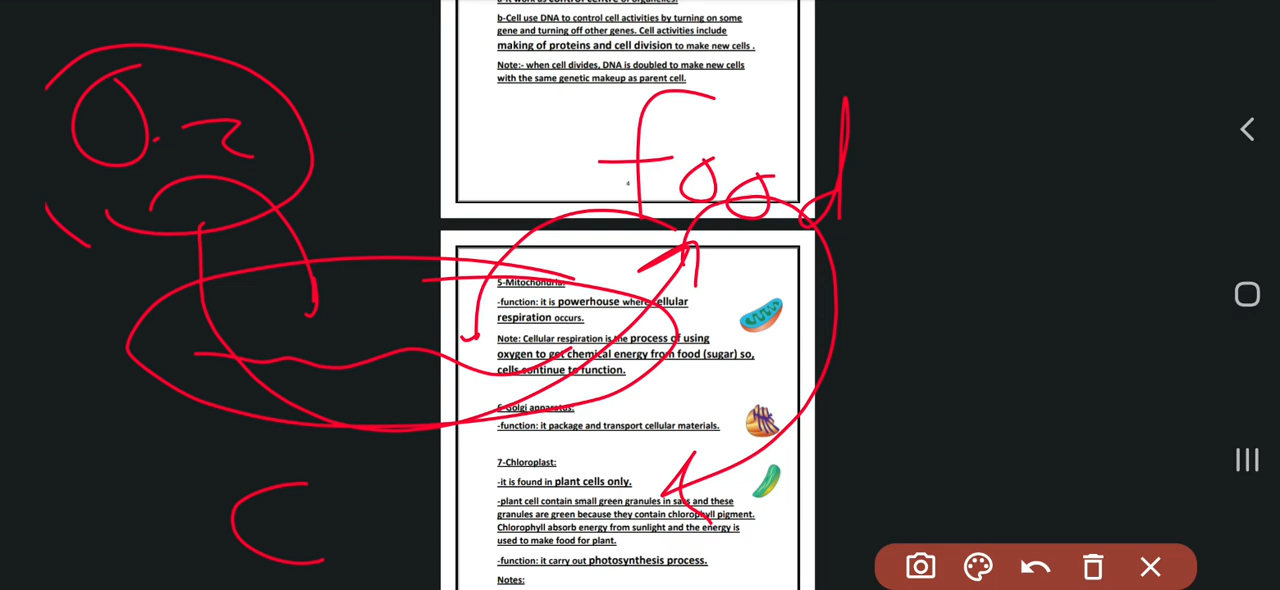 b-Cell use DNA to control cell activities by turning on some
gene and turning off other genes. Cell activities include
making of proteins and cell division to make new cells .
Note:- when cell divides, DNA is doubled to make new cells
with the same genetic makeup as parent cell.
O.2
food
4
5-Mitochondria:
-function: it is powerhouse where cellular
respiration occurs.
Note: Cellular respiration is the process of using
oxygen to get chemical energy from food (sugar) so,
cells continue to function.
6-Golgi apparatus:
-function: it package and transport cellular materials.
7-Chloroplast:
-it is found in plant cells only.
-plant cell contain small green granules in sacs and these
granules are green because they contain chlorophyll pigment.
Chlorophyll absorb energy from sunlight and the energy is
used to make food for plant.
-function: it carry out photosynthesis process.
Notes: